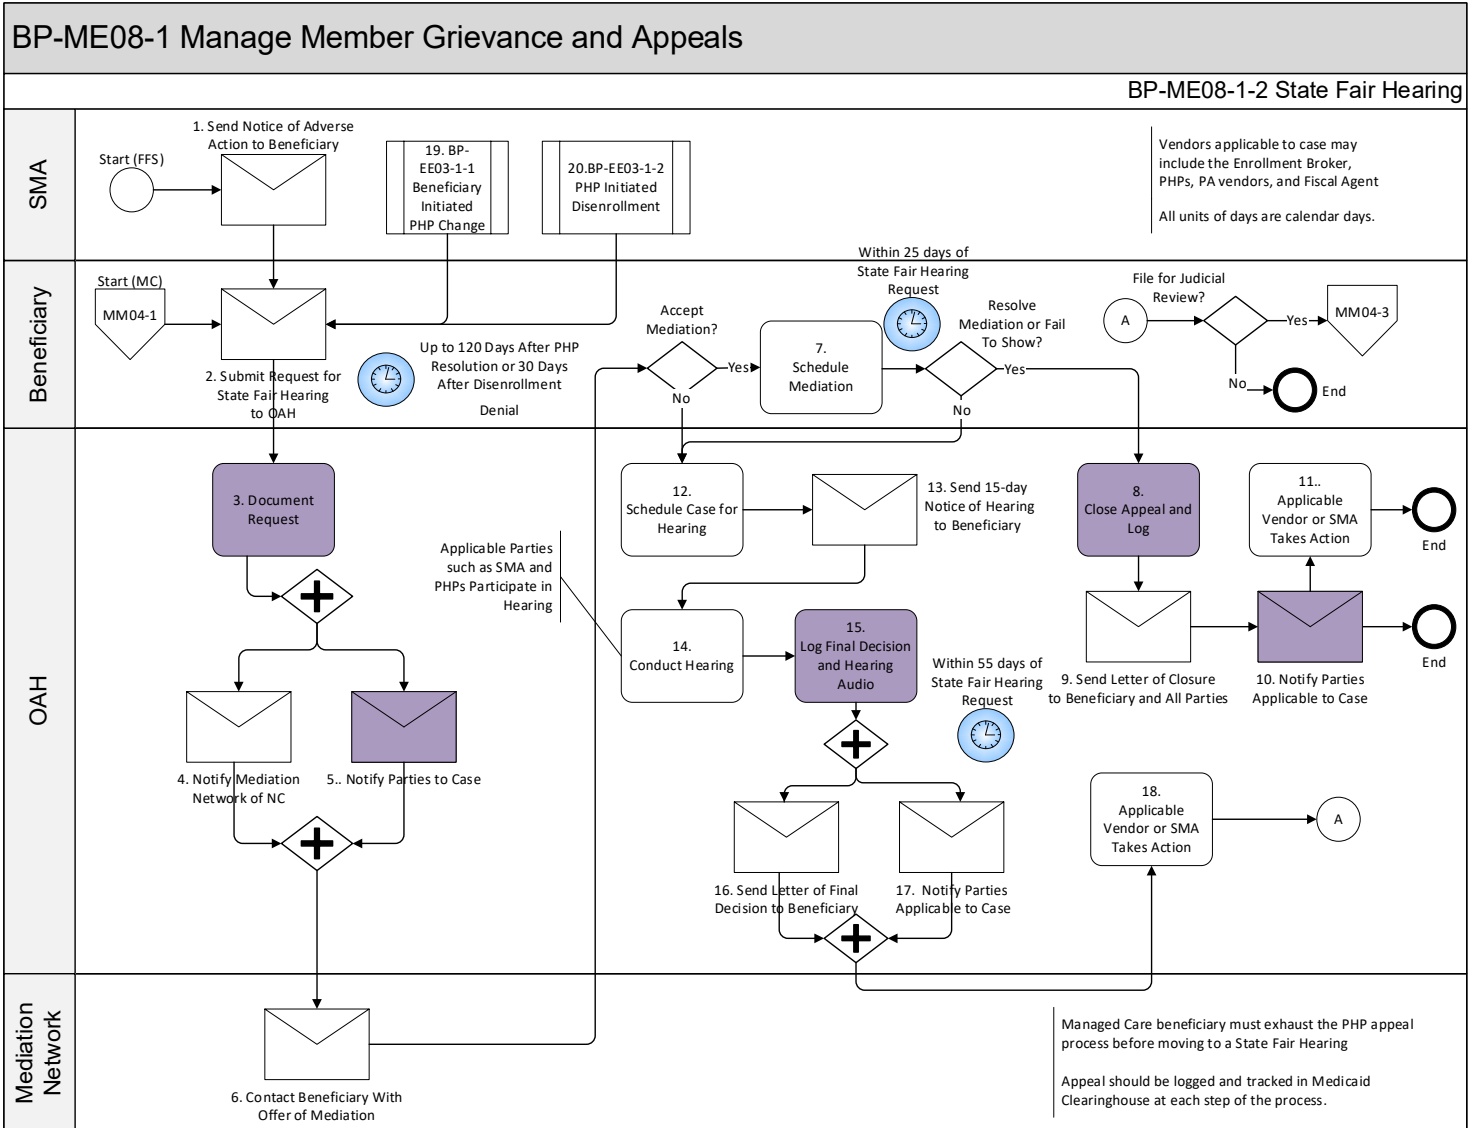 BP-ME08-1 Manage Member Grievance and Appeals
BP-ME08-1-2 State Fair Hearing
SMA
Start (FFS)
1. Send Notice of Adverse
Action to Beneficiary
19. BP-
EE03-1-1
Beneficiary
Initiated
PHP Change
20.BP-EE03-1-2
PHP Initiated
Disenrollment
Vendors applicable to case may
include the Enrollment Broker,
PHPs, PA vendors, and Fiscal Agent
All units of days are calendar days.
Beneficiary
Start (MC)
MM04-1
2. Submit Request for
State Fair Hearing
to OAH
Up to 120 Days After PHP
Resolution or 30 Days
After Disenrollment
Denial
Accept
Mediation?
Yes
No
7.
Schedule
Mediation
Within 25 days of
State Fair Hearing
Request
Resolve
Mediation or Fail
To Show?
Yes
No
File for Judicial
Review?
A
Yes
MM04-3
No
End
OAH
3. Document
Request
4. Notify Mediation
Network of NC
5.. Notify Parties to Case
Applicable Parties
such as SMA and
PHPs Participate in
Hearing
12.
Schedule Case for
Hearing
13. Send 15-day
Notice of Hearing
to Beneficiary
14.
Conduct Hearing
15.
Log Final Decision
and Hearing
Audio
Within 55 days of
State Fair Hearing
Request
16. Send Letter of Final
Decision to Beneficiary
17. Notify Parties
Applicable to Case
8.
Close Appeal and
Log
9. Send Letter of Closure
to Beneficiary and All Parties
10. Notify Parties
Applicable to Case
11..
Applicable
Vendor or SMA
Takes Action
End
End
18.
Applicable
Vendor or SMA
Takes Action
A
Mediation
Network
6. Contact Beneficiary With
Offer of Mediation
Managed Care beneficiary must exhaust the PHP appeal
process before moving to a State Fair Hearing
Appeal should be logged and tracked in Medicaid
Clearinghouse at each step of the process.